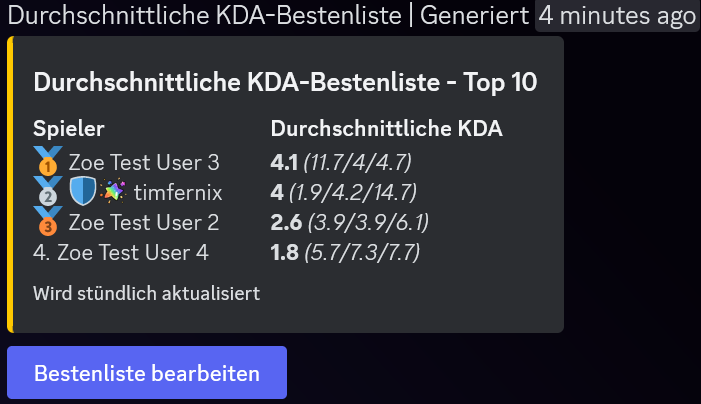 Durchschnittliche KDA-Bestenliste | Generiert 4 minutes ago
Durchschnittliche KDA-Bestenliste - Top 10
Spieler Durchschnittliche KDA
1 Zoe Test User 3 4.1 (11.7/4/4.7)
2 timfernix 4 (1.9/4.2/14.7)
3 Zoe Test User 2 2.6 (3.9/3.9/6.1)
4. Zoe Test User 4 1.8 (5.7/7.3/7.7)
Wird stündlich aktualisiert
Bestenliste bearbeiten